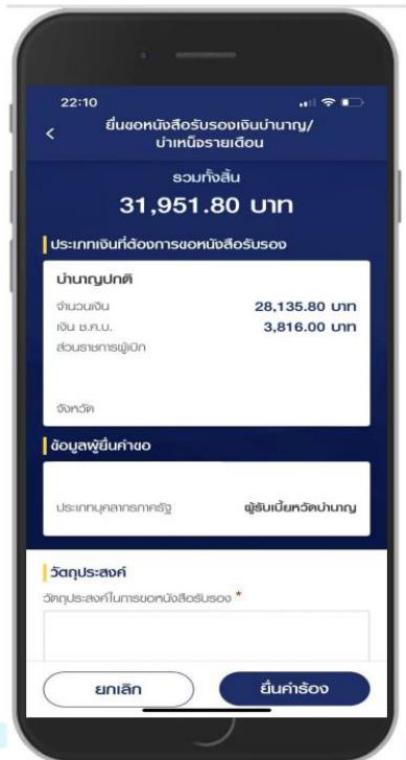 22:10
ยื่นขอหนังสือรับรองเงินบำนาญ/
บำเหน็จรายเดือน
รวมทั้งสิ้น
31,951.80 บาท
ประเภทเงินที่ต้องการขอหนังสือรับรอง
บำนาญปกติ
จำนวนเงิน 28,135.80 บาท
เงิน ช.ค.บ. 3,816.00 บาท
ส่วนราชการผู้เบิก
จังหวัด
ข้อมูลผู้ยื่นคำขอ
ประเภทบุคลากรภาครัฐ ผู้รับเบี้ยหวัดบำนาญ
วัตถุประสงค์
วัตถุประสงค์ในการขอหนังสือรับรอง *
ยกเลิก ยื่นคำร้อง